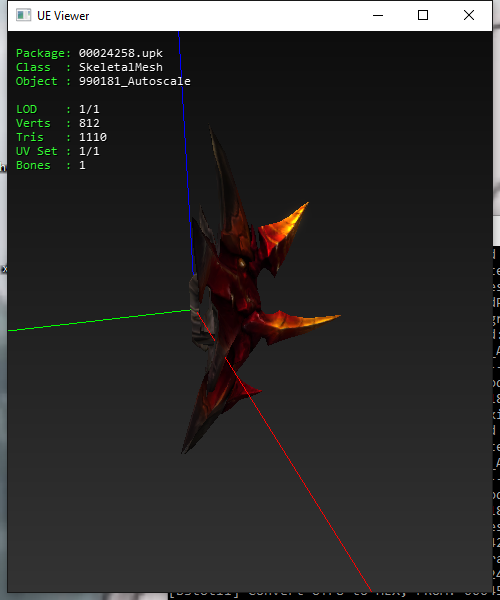 UE Viewer
Package: 00024258.upk
Class : SkeletalMesh
Object : 990181_Autoscale
LOD : 1/1
Verts : 812
Tris : 1110
UV Set : 1/1
Bones : 1